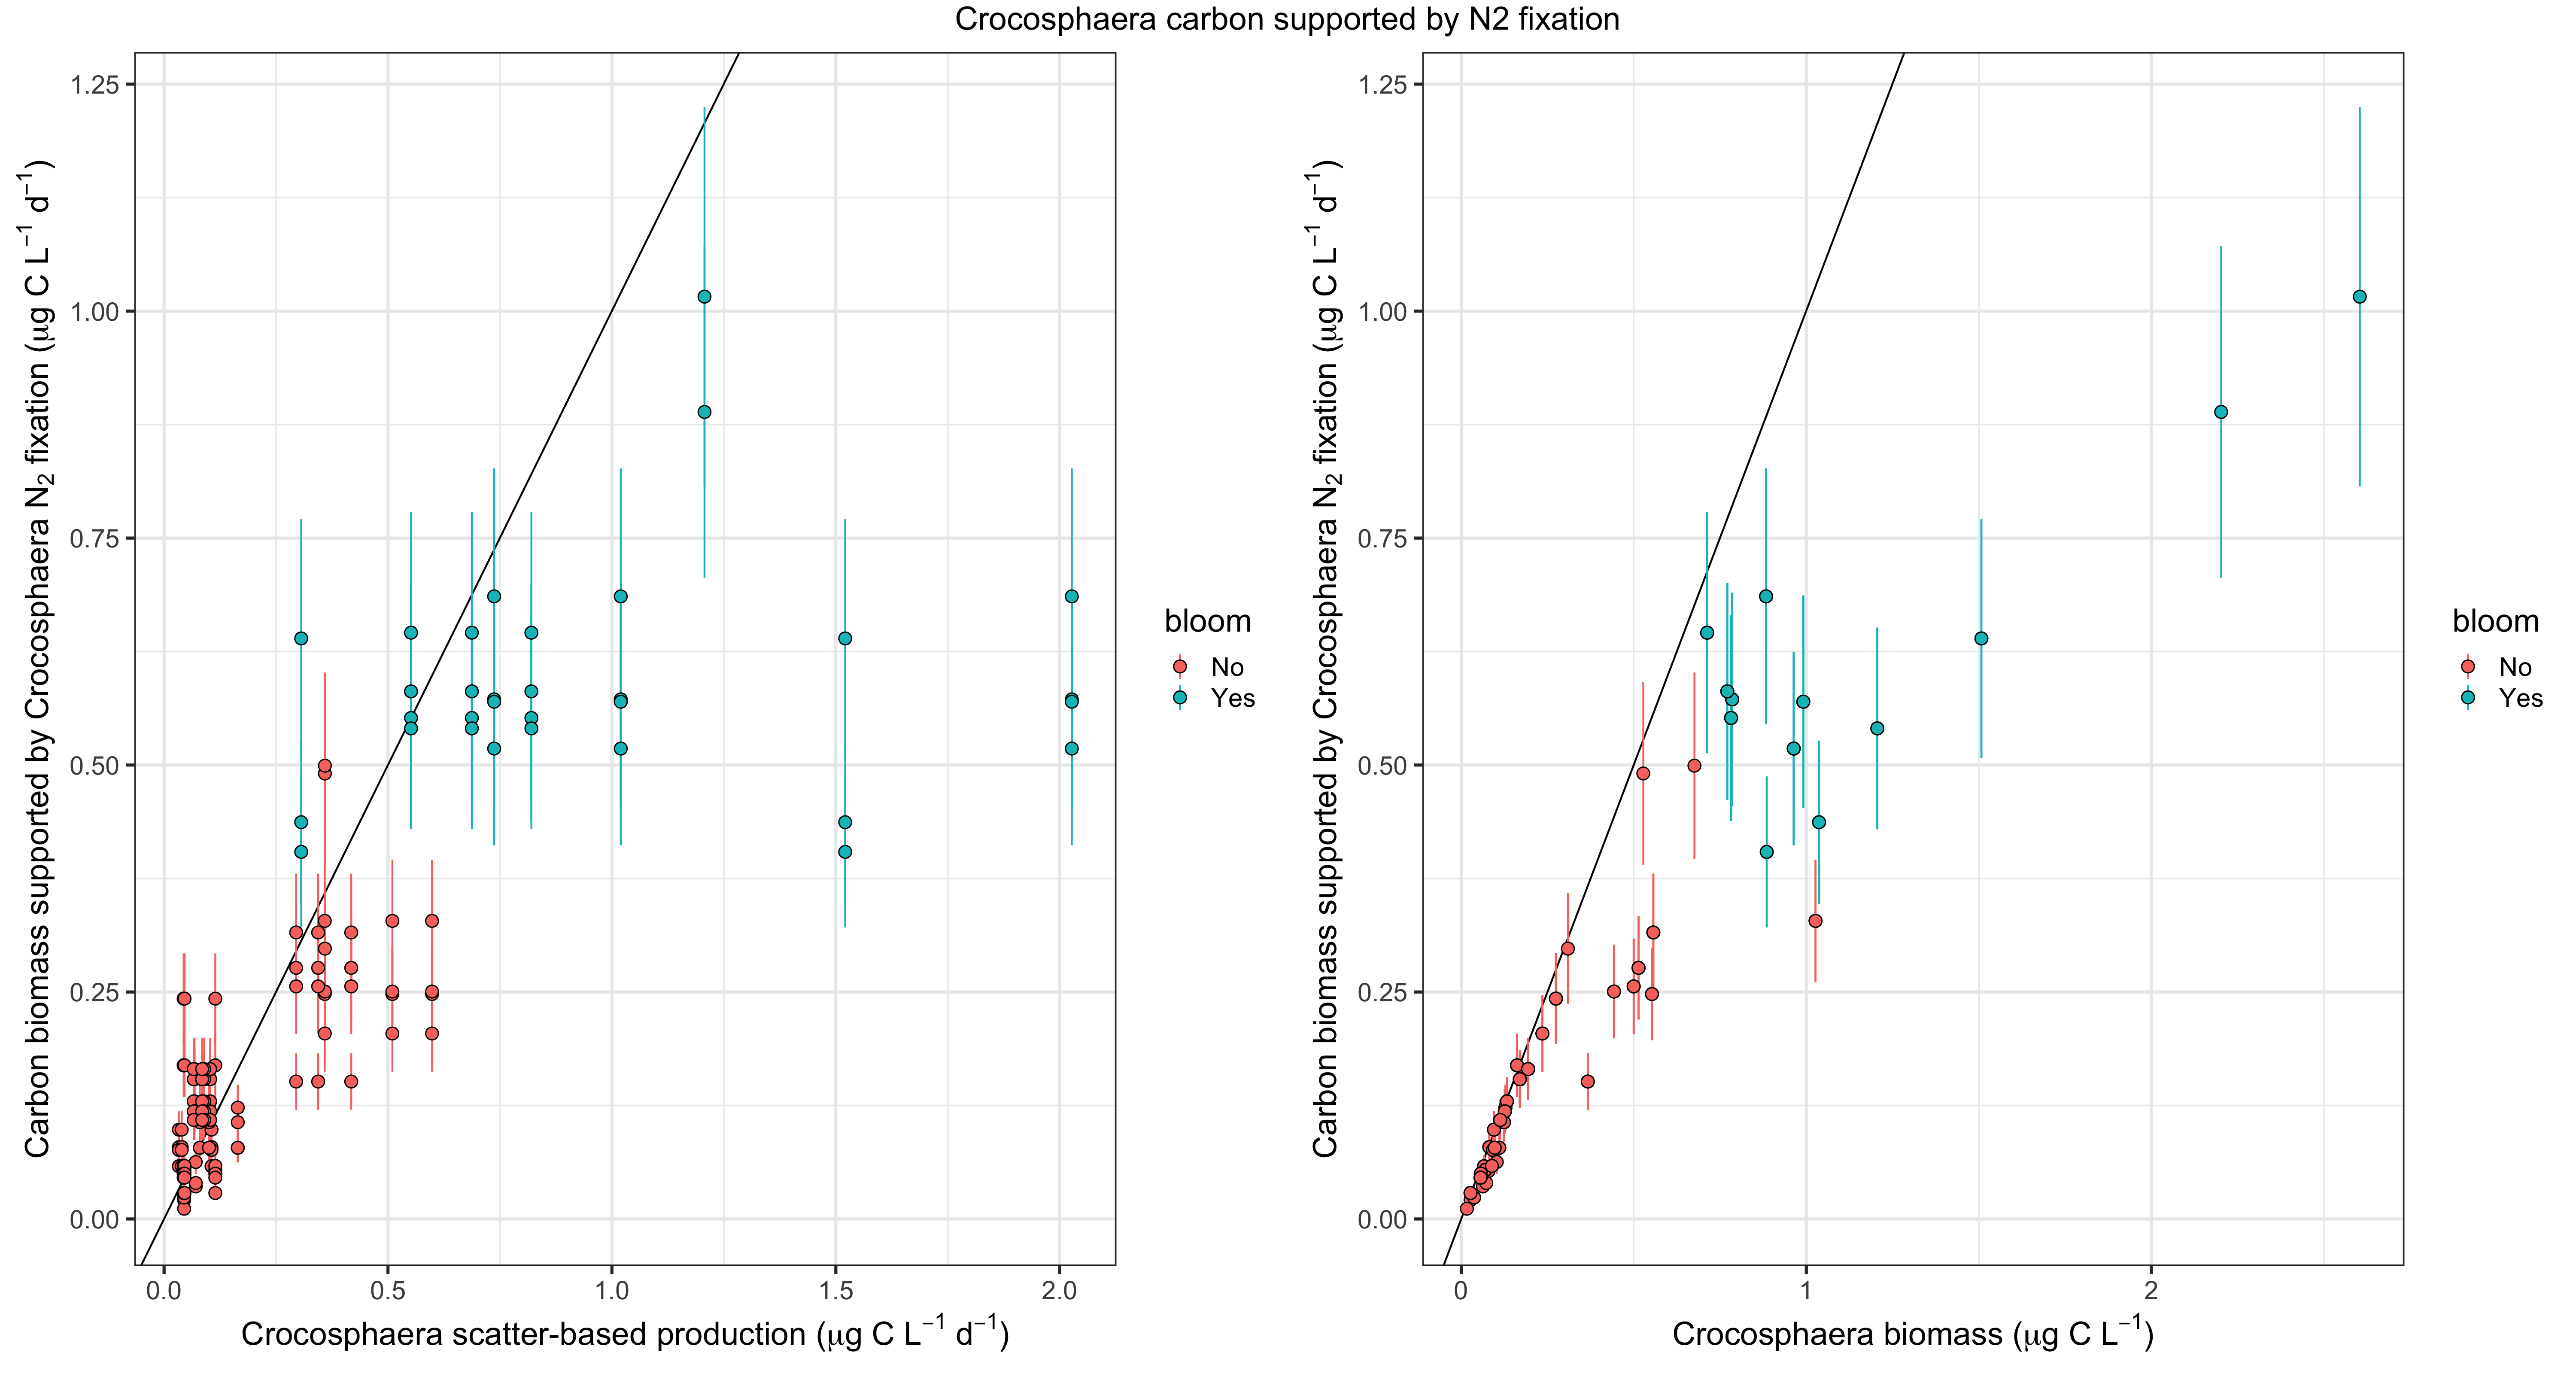 Crocosphaera carbon supported by N2 fixation
Carbon biomass supported by Crocosphaera N₂ fixation (μg C L⁻¹ d⁻¹)
1.25
1.00
0.75
0.50
0.25
0.00
0.0 0.5 1.0 1.5 2.0
Crocosphaera scatter-based production (μg C L⁻¹ d⁻¹)
bloom
No
Yes
Carbon biomass supported by Crocosphaera N₂ fixation (μg C L⁻¹ d⁻¹)
1.25
1.00
0.75
0.50
0.25
0.00
0 1 2
Crocosphaera biomass (μg C L⁻¹)
bloom
No
Yes